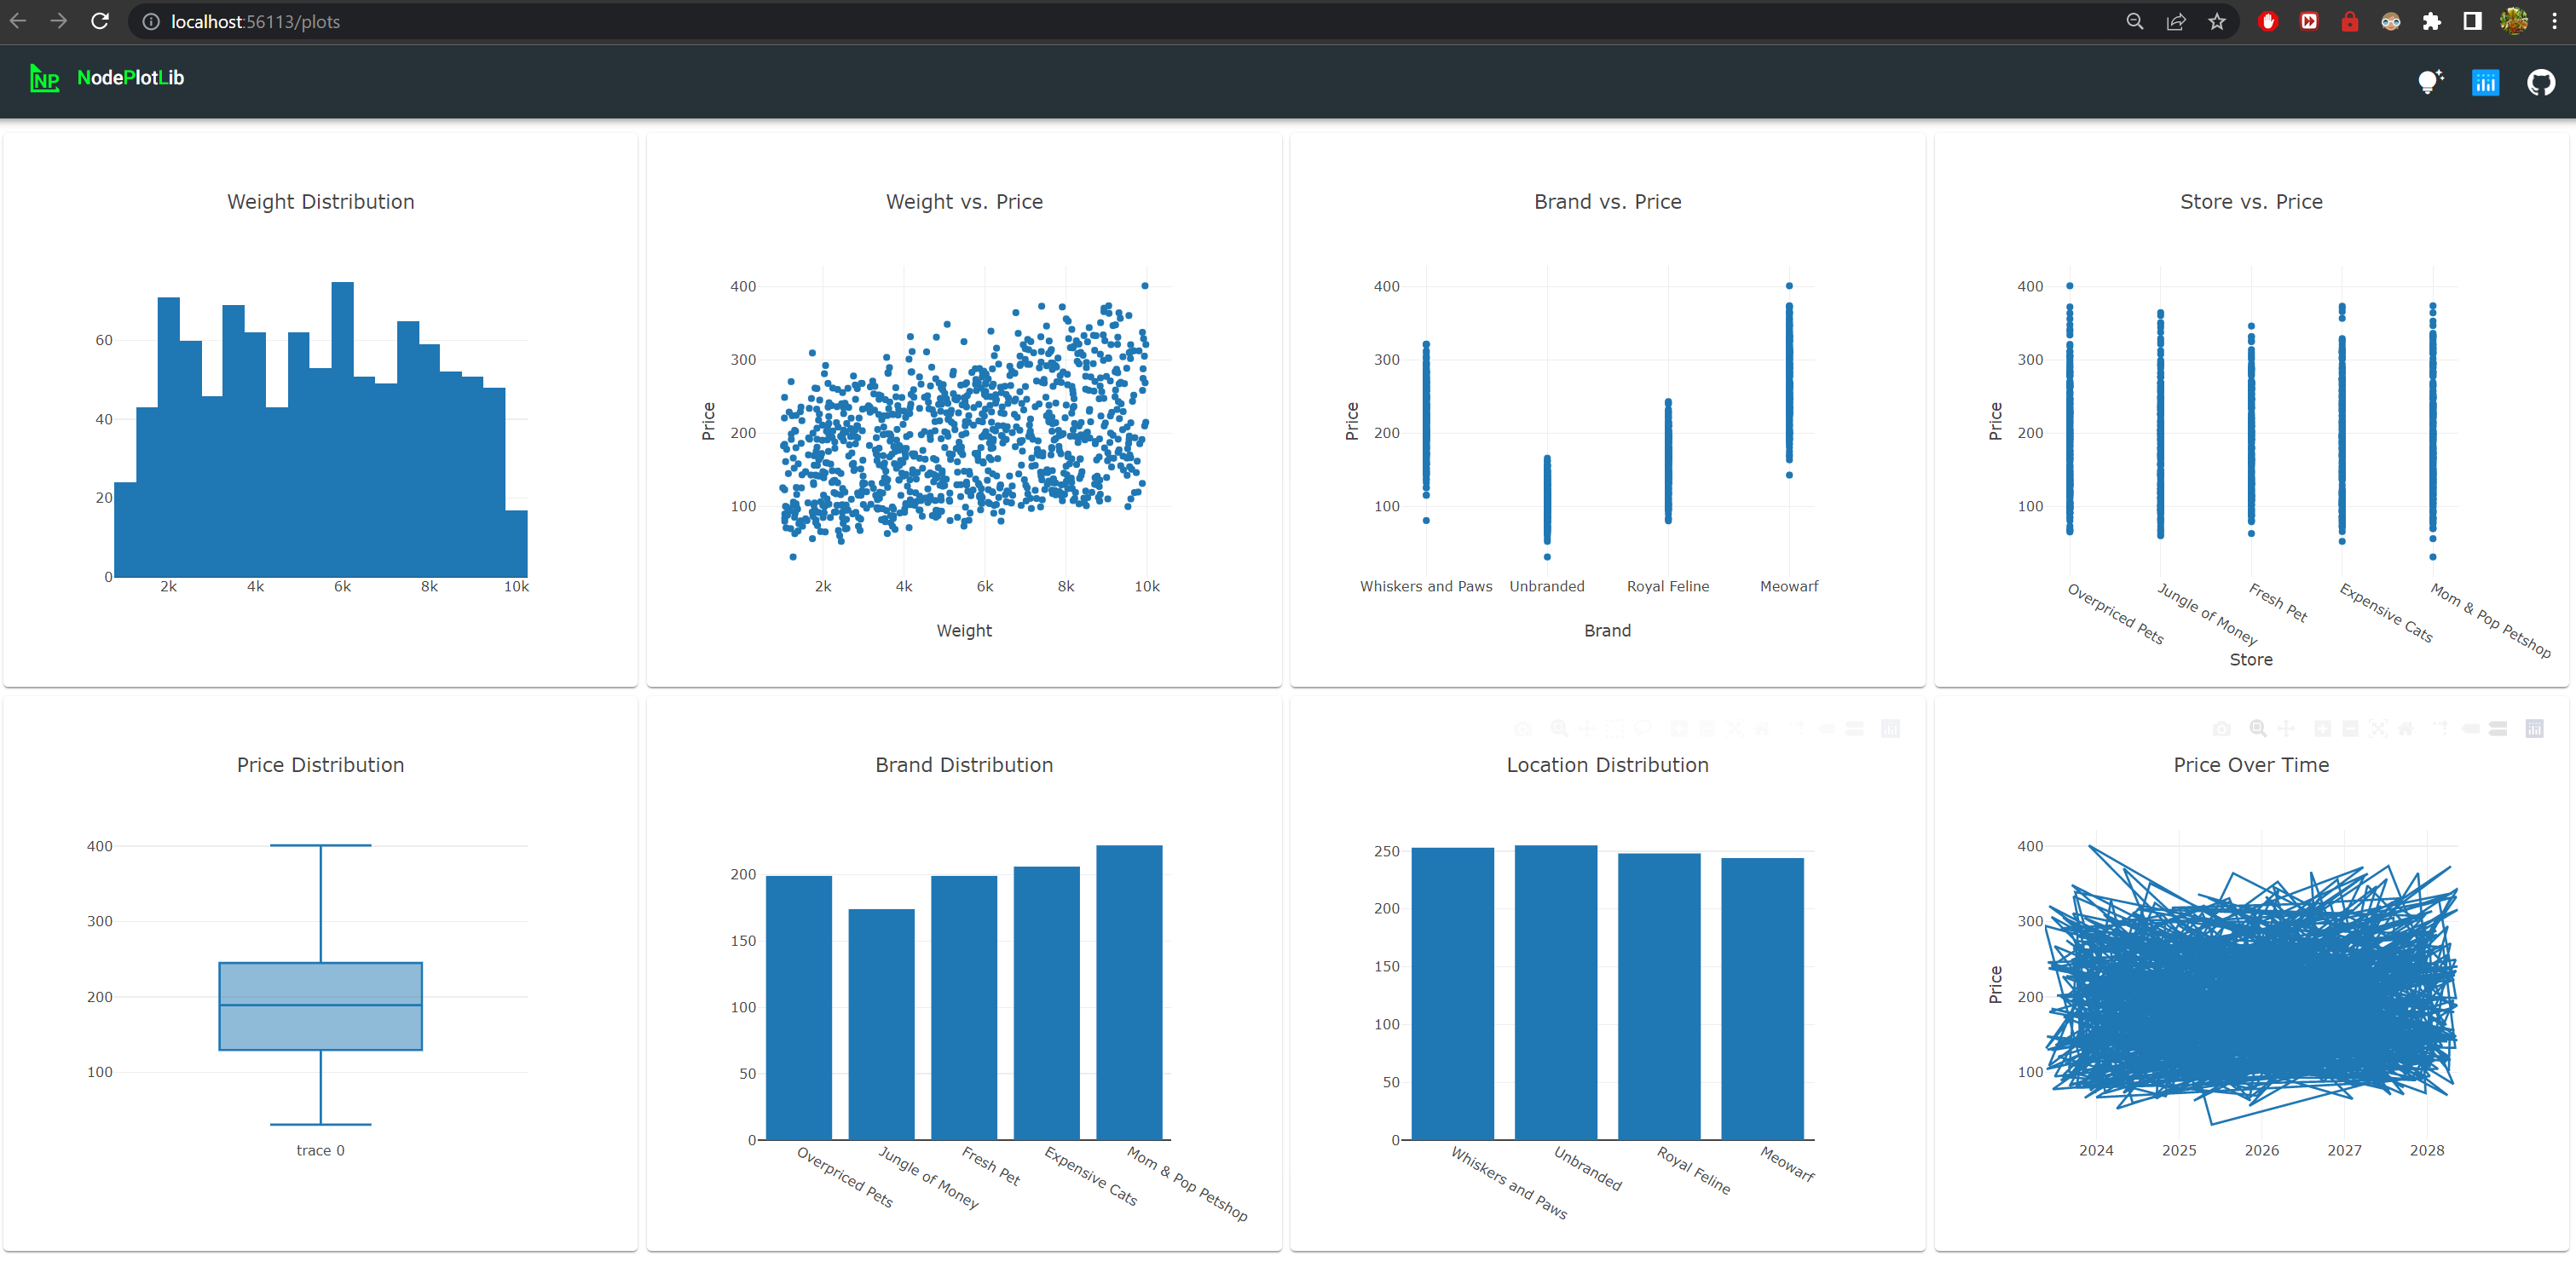 localhost:56113/plots
NP NodePlotLib
Weight Distribution
60
40
20
0
2k 4k 6k 8k 10k
Weight vs. Price
400
300
200
100
Price
2k 4k 6k 8k 10k
Weight
Brand vs. Price
400
300
200
100
Price
Whiskers and Paws Unbranded Royal Feline Meowarf
Brand
Store vs. Price
400
300
200
100
Price
Overpriced Pets
Jungle of Money
Fresh Pet
Expensive Cats
Mom & Pop Petshop
Store
Price Distribution
400
300
200
100
trace 0
Brand Distribution
200
150
100
50
0
Overpriced Pets
Jungle of Money
Fresh Pet
Expensive Cats
Mom & Pop Petshop
Location Distribution
250
200
150
100
50
0
Whiskers and Paws
Unbranded
Royal Feline
Meowarf
Price Over Time
400
300
200
100
Price
2024 2025 2026 2027 2028